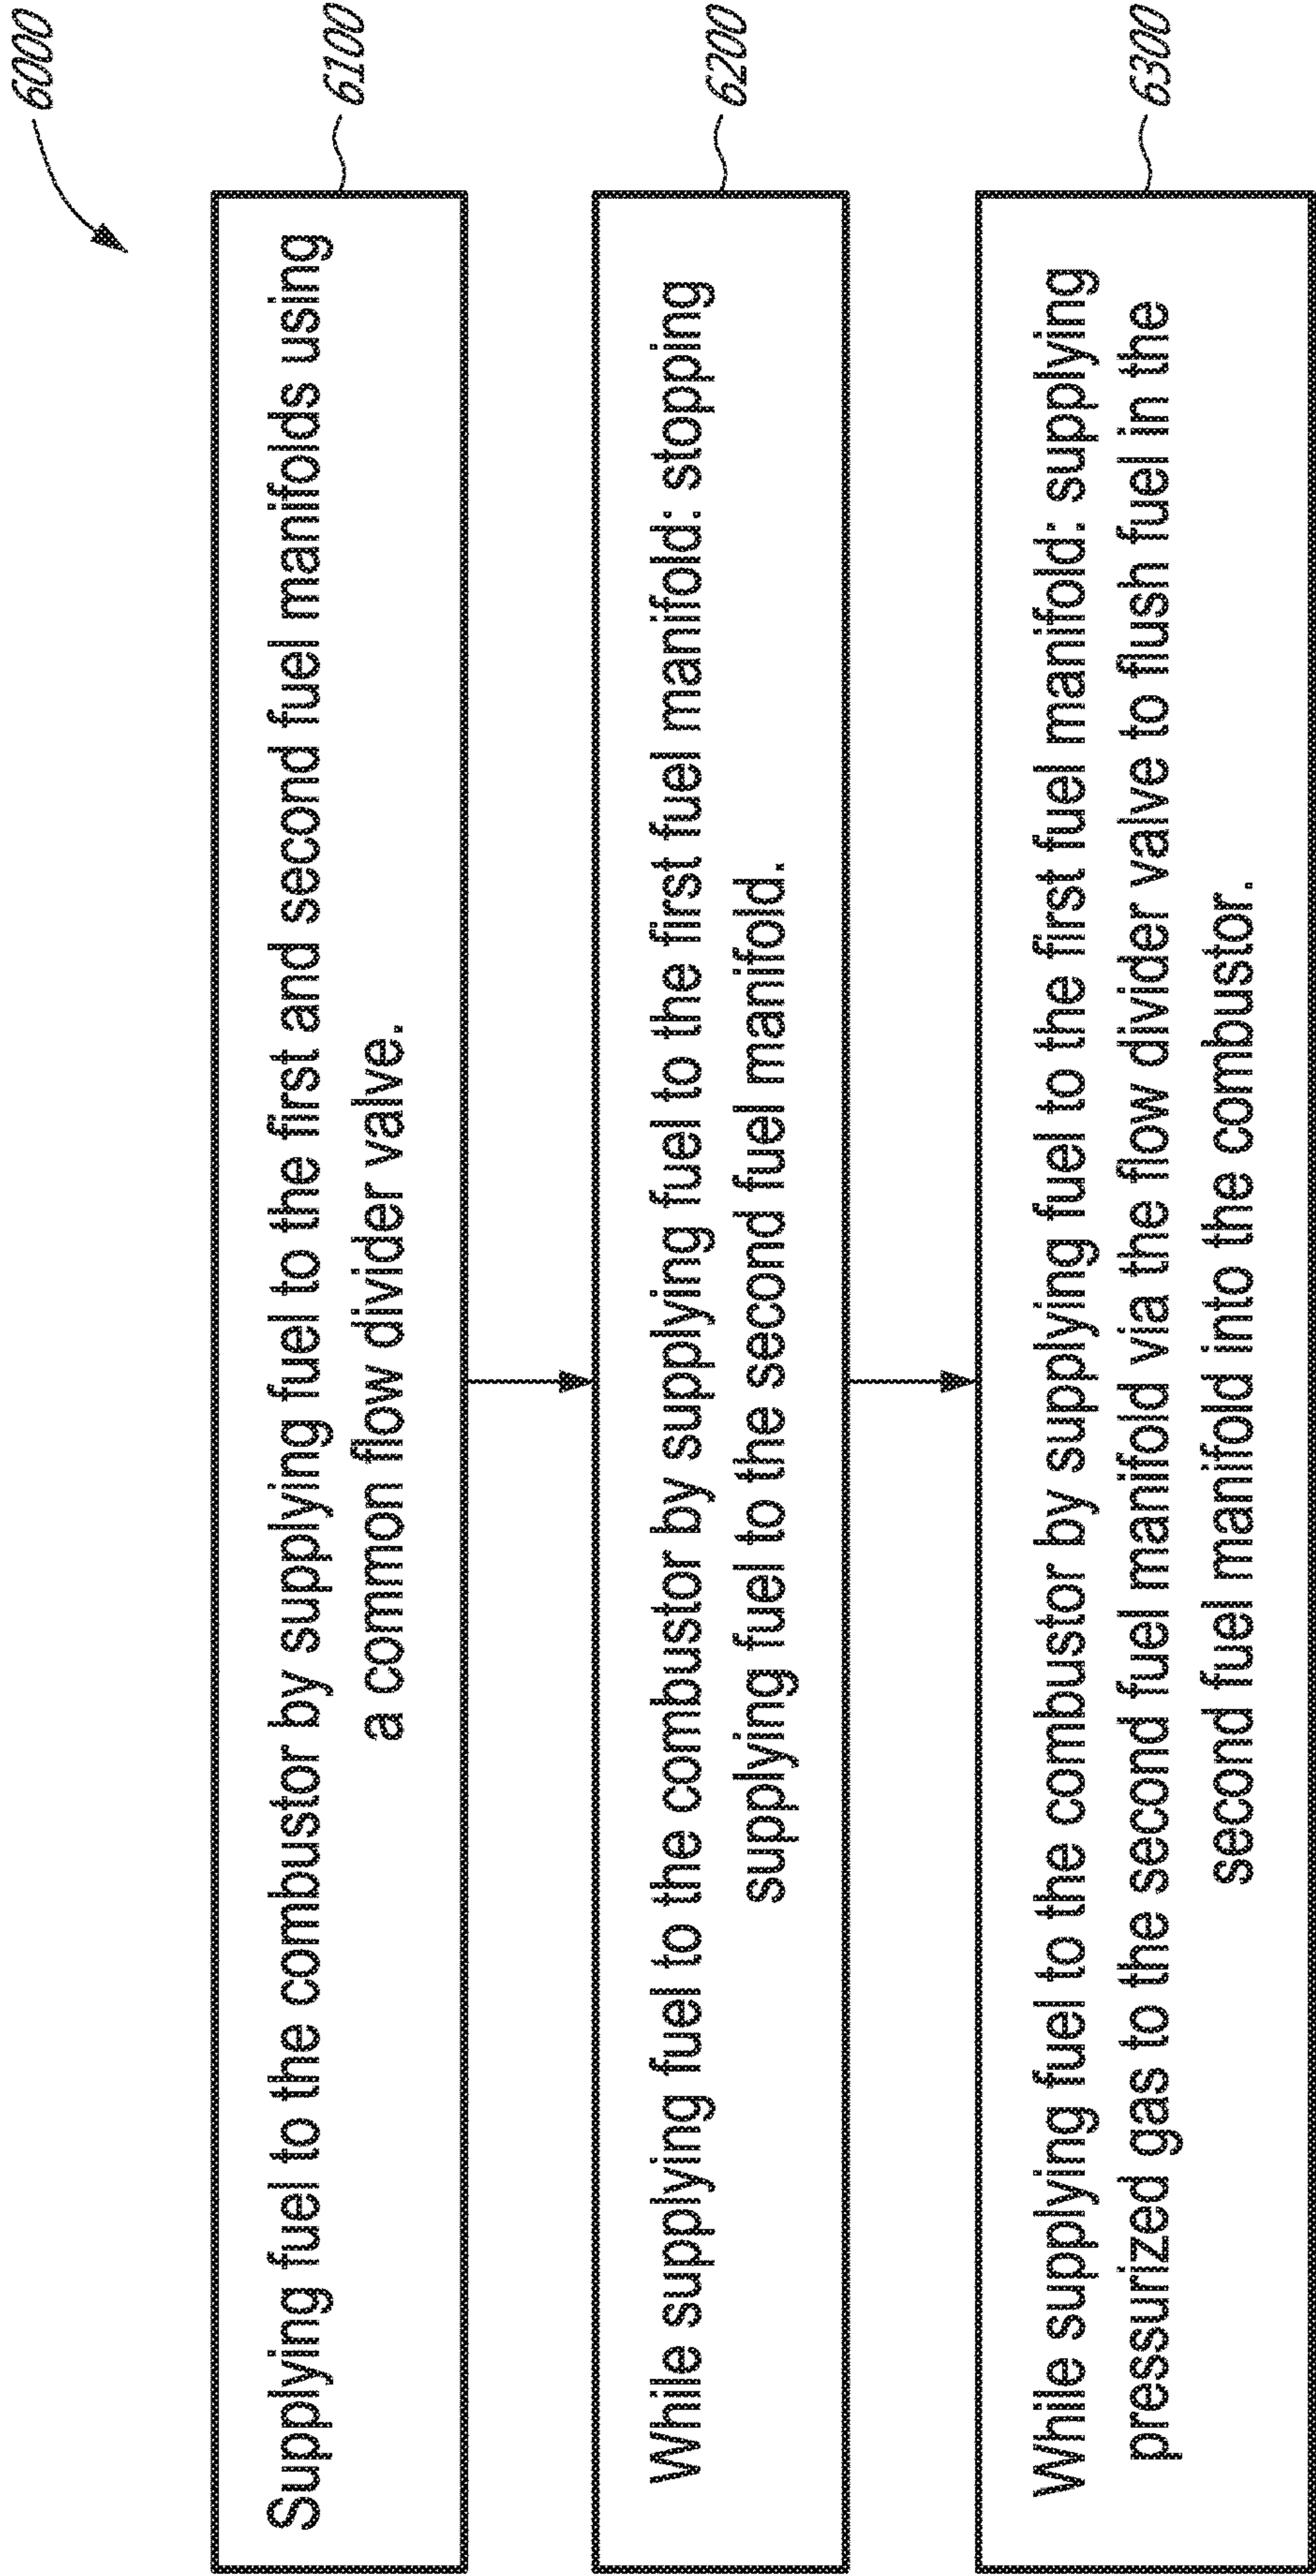 6000
Supplying fuel to the combustor by supplying fuel to the first and second fuel manifolds using
a common flow divider valve.
6100
While supplying fuel to the combustor by supplying fuel to the first fuel manifold: stopping
supplying fuel to the second fuel manifold.
6200
While supplying fuel to the combustor by supplying fuel to the first fuel manifold: supplying
pressurized gas to the second fuel manifold via the flow divider valve to flush fuel in the
second fuel manifold into the combustor.
6300